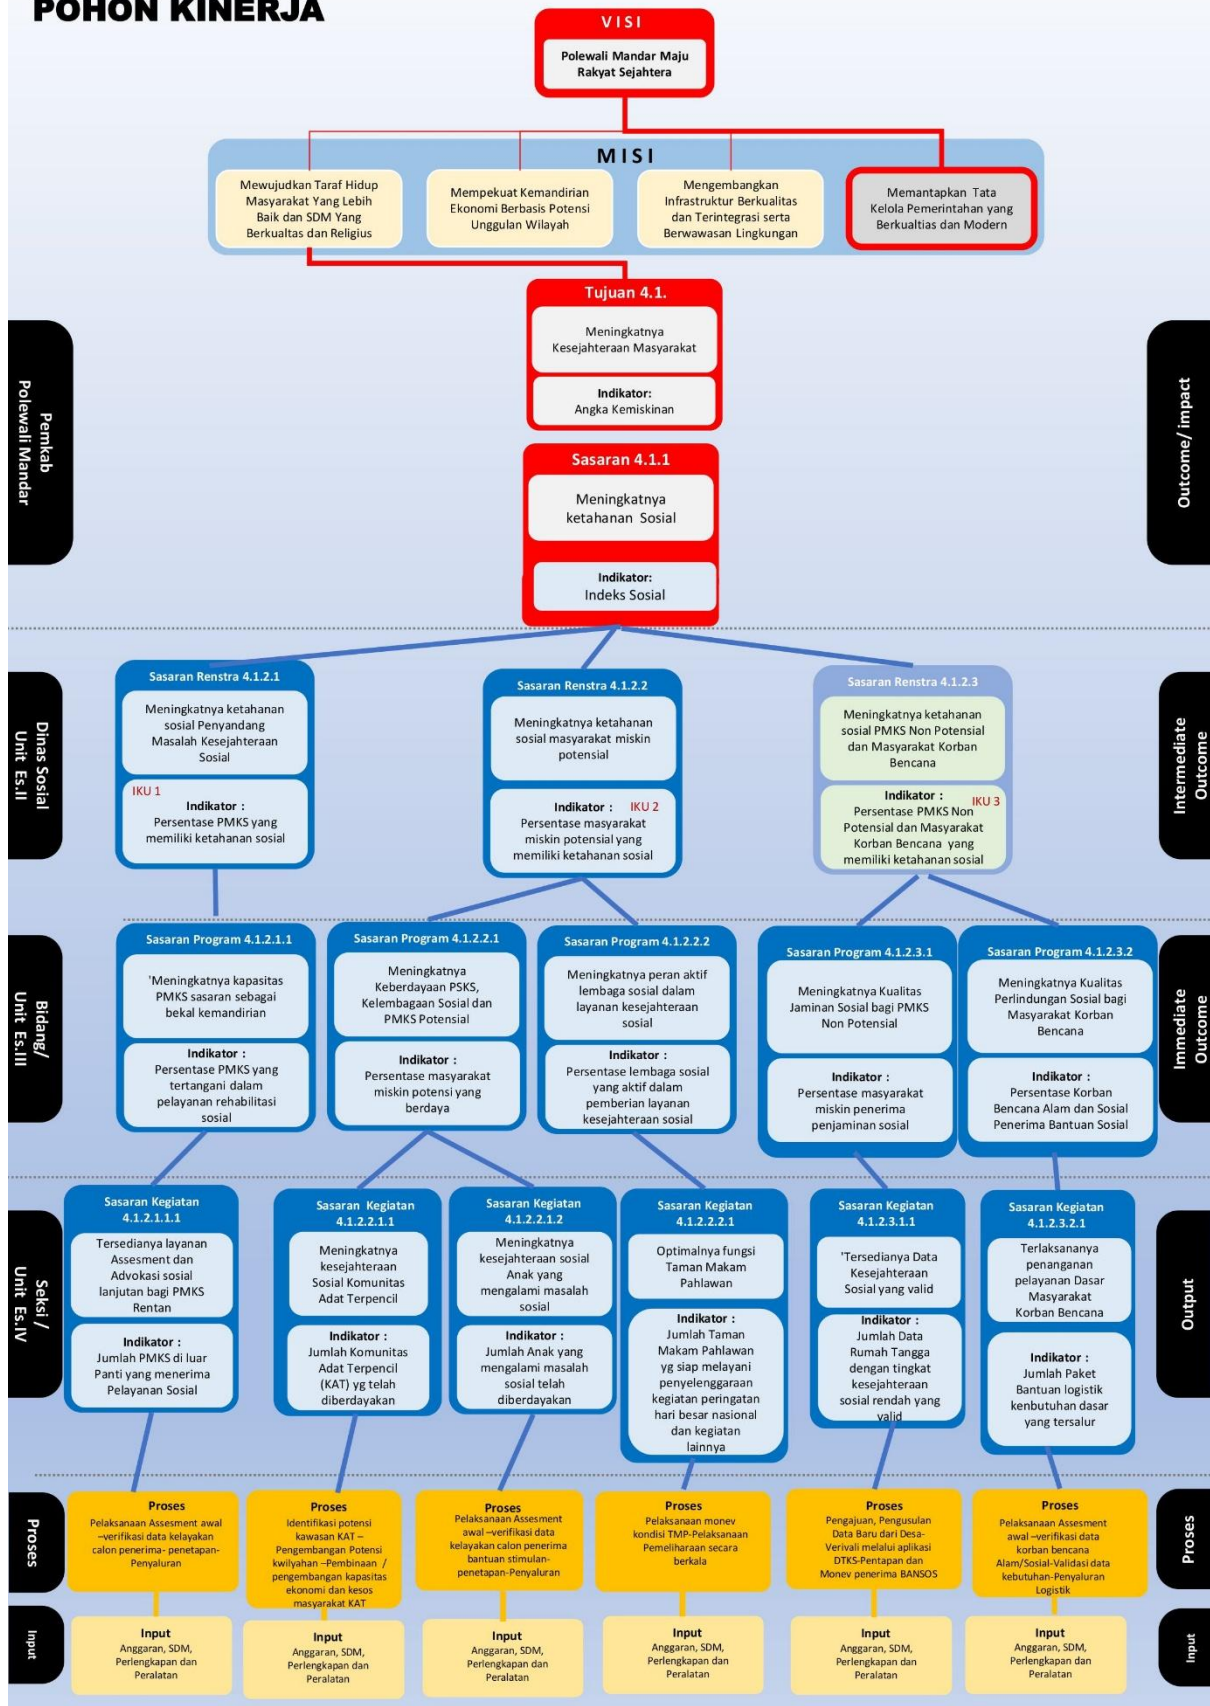 POHON KINERJA
VISI
Polewali Mandar Maju
Rakyat Sejahtera
MISI
Mewujudkan Taraf Hidup
Masyarakat Yang Lebih
Baik dan SDM Yang
Berkualtas dan Religius
Mempekuat Kemandirian
Ekonomi Berbasis Potensi
Unggulan Wilayah
Mengembangkan
Infrastruktur Berkualitas
dan Terintegrasi serta
Berwawasan Lingkungan
Memantapkan Tata
Kelola Pemerintahan yang
Berkualtias dan Modern
Tujuan 4.1.
Meningkatnya
Kesejahteraan Masyarakat
Indikator:
Angka Kemiskinan
Pemkab
Polewali Mandar
Outcome/ impact
Sasaran 4.1.1
Meningkatnya
ketahanan Sosial
Indikator:
Indeks Sosial
Dinas Sosial
Unit Es.II
Sasaran Renstra 4.1.2.1
Meningkatnya ketahanan
sosial Penyandang
Masalah Kesejahteraan
Sosial
IKU 1
Indikator :
Persentase PMKS yang
memiliki ketahanan sosial
Sasaran Renstra 4.1.2.2
Meningkatnya ketahanan
sosial masyarakat miskin
potensial
Indikator : IKU 2
Persentase masyarakat
miskin potensial yang
memiliki ketahanan sosial
Sasaran Renstra 4.1.2.3
Meningkatnya ketahanan
sosial PMKS Non Potensial
dan Masyarakat Korban
Bencana
Indikator : IKU 3
Persentase PMKS Non
Potensial dan Masyarakat
Korban Bencana yang
memiliki ketahanan sosial
Intermediate
Outcome
Bidang/
Unit Es.III
Sasaran Program 4.1.2.1.1
'Meningkatnya kapasitas
PMKS sasaran sebagai
bekal kemandirian
Indikator :
Persentase PMKS yang
tertangani dalam
pelayanan rehabilitasi
sosial
Sasaran Program 4.1.2.2.1
Meningkatnya
Keberdayaan PSKS,
Kelembagaan Sosial dan
PMKS Potensial
Indikator :
Persentase masyarakat
miskin potensi yang
berdaya
Sasaran Program 4.1.2.2.2
Meningkatnya peran aktif
lembaga sosial dalam
layanan kesejahteraan
sosial
Indikator :
Persentase lembaga sosial
yang aktif dalam
pemberian layanan
kesejahteraan sosial
Sasaran Program 4.1.2.3.1
Meningkatnya Kualitas
Jaminan Sosial bagi PMKS
Non Potensial
Indikator :
Persentase masyarakat
miskin penerima
penjaminan sosial
Sasaran Program 4.1.2.3.2
Meningkatnya Kualitas
Perlindungan Sosial bagi
Masyarakat Korban
Bencana
Indikator :
Persentase Korban
Bencana Alam dan Sosial
Penerima Bantuan Sosial
Immediate
Outcome
Seksi /
Unit Es.IV
Sasaran Kegiatan
4.1.2.1.1.1
Tersedianya layanan
Assesment dan
Advokasi sosial
lanjutan bagi PMKS
Rentan
Indikator :
Jumlah PMKS di luar
Panti yang menerima
Pelayanan Sosial
Sasaran Kegiatan
4.1.2.2.1.1
Meningkatnya
kesejahteraan
Sosial Komunitas
Adat Terpencil
Indikator :
Jumlah Komunitas
Adat Terpencil
(KAT) yg telah
diberdayakan
Sasaran Kegiatan
4.1.2.2.1.2
Meningkatnya
kesejahteraan sosial
Anak yang
mengalami masalah
sosial
Indikator :
Jumlah Anak yang
mengalami masalah
sosial telah
diberdayakan
Sasaran Kegiatan
4.1.2.2.2.1
Optimalnya fungsi
Taman Makam
Pahlawan
Indikator :
Jumlah Taman
Makam Pahlawan
yg siap melayani
penyelenggaraan
kegiatan peringatan
hari besar nasional
dan kegiatan
lainnya
Sasaran Kegiatan
4.1.2.3.1.1
'Tersedianya Data
Kesejahteraan
Sosial yang valid
Indikator :
Jumlah Data
Rumah Tangga
dengan tingkat
kesejahteraan
sosial rendah yang
valid
Sasaran Kegiatan
4.1.2.3.2.1
Terlaksananya
penanganan
pelayanan Dasar
Masyarakat
Korban Bencana
Indikator :
Jumlah Paket
Bantuan logistik
kenbutuhan dasar
yang tersalur
Output
Proses
Proses
Pelaksanaan Assesment awal
–verifikasi data kelayakan
calon penerima- penetapan-
Penyaluran
Proses
Identifikasi potensi
kawasan KAT –
Pengembangan Potensi
kwilyahan –Pembinaan /
pengembangan kapasitas
ekonomi dan kesos
masyarakat KAT
Proses
Pelaksanaan Assesment
awal –verifikasi data
kelayakan calon penerima
bantuan stimulan-
penetapan-Penyaluran
Proses
Pelaksanaan monev
kondisi TMP-Pelaksanaan
Pemeliharaan secara
berkala
Proses
Pengajuan, Pengusulan
Data Baru dari Desa-
Verivali melalui aplikasi
DTKS-Pentapan dan
Monev penerima BANSOS
Proses
Pelaksanaan Assesment
awal –verifikasi data
korban bencana
Alam/Sosial-Validasi data
kebutuhan-Penyaluran
Logistik
Proses
Input
Input
Anggaran, SDM,
Perlengkapan dan
Peralatan
Input
Anggaran, SDM,
Perlengkapan dan
Peralatan
Input
Anggaran, SDM,
Perlengkapan dan
Peralatan
Input
Anggaran, SDM,
Perlengkapan dan
Peralatan
Input
Anggaran, SDM,
Perlengkapan dan
Peralatan
Input
Anggaran, SDM,
Perlengkapan dan
Peralatan
Input